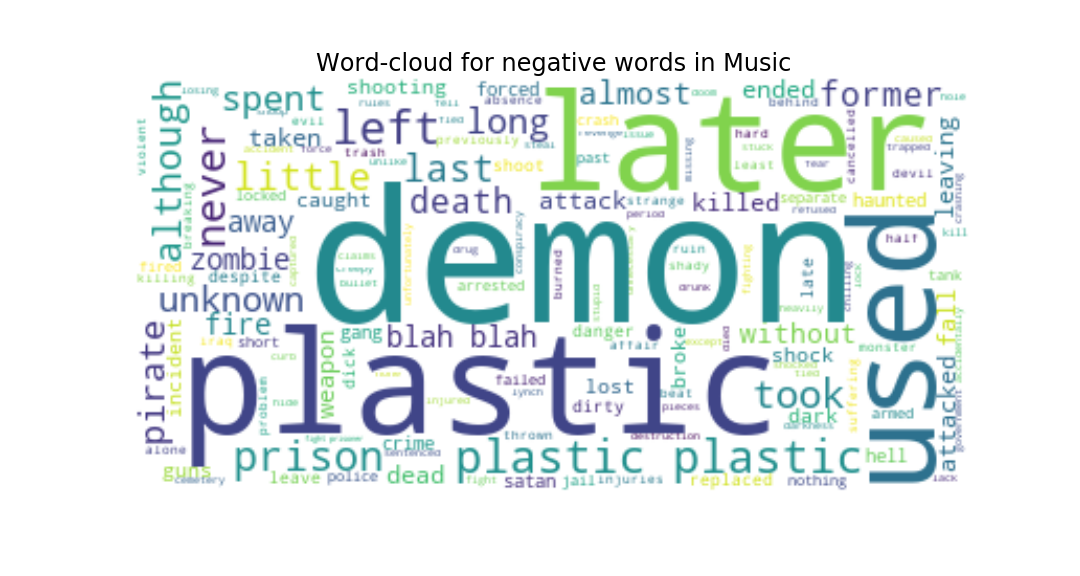 Word-cloud for negative words in Music
losing
although
spent
shooting
forced
absence
almost
ended
behind
former
violent
evil
rules
left
long
previously
crash
issue
hard
cancelled
caused
trapped
later
taken
force
trash
unlike
steal
past
missing
stuck
least
fear
devil
leaving
never
little
last
shoot
breaking
locked
caught
death
attack
strange
killed
separate
refused
haunted
crashing
period
away
demon
used
half
kill
zombie
captured
claims
creepy
bullet
unfortunately
drug
conspiracy
ruin
shady
drunk
fighting
late
chilling
fired
killing
despite
arrested
burned
stupid
heavily
tank
unknown
fall
fire
gang
blah blah
danger
affair
broke
except
died
without
monster
accidentally
pirate
incident
iraq
short
curb
weapon
dick
plastic
failed
lost
dirty
beat
pieces
shock
shocked
tied
took
dark
darkness
suffering
armed
attacked
government
problem
injured
alone
prison
crime
sentenced
thrown
destruction
plastic plastic
hell
guns
cemetery
leave
police
dead
fight
satan
jail
injuries
replaced
nothing
lack